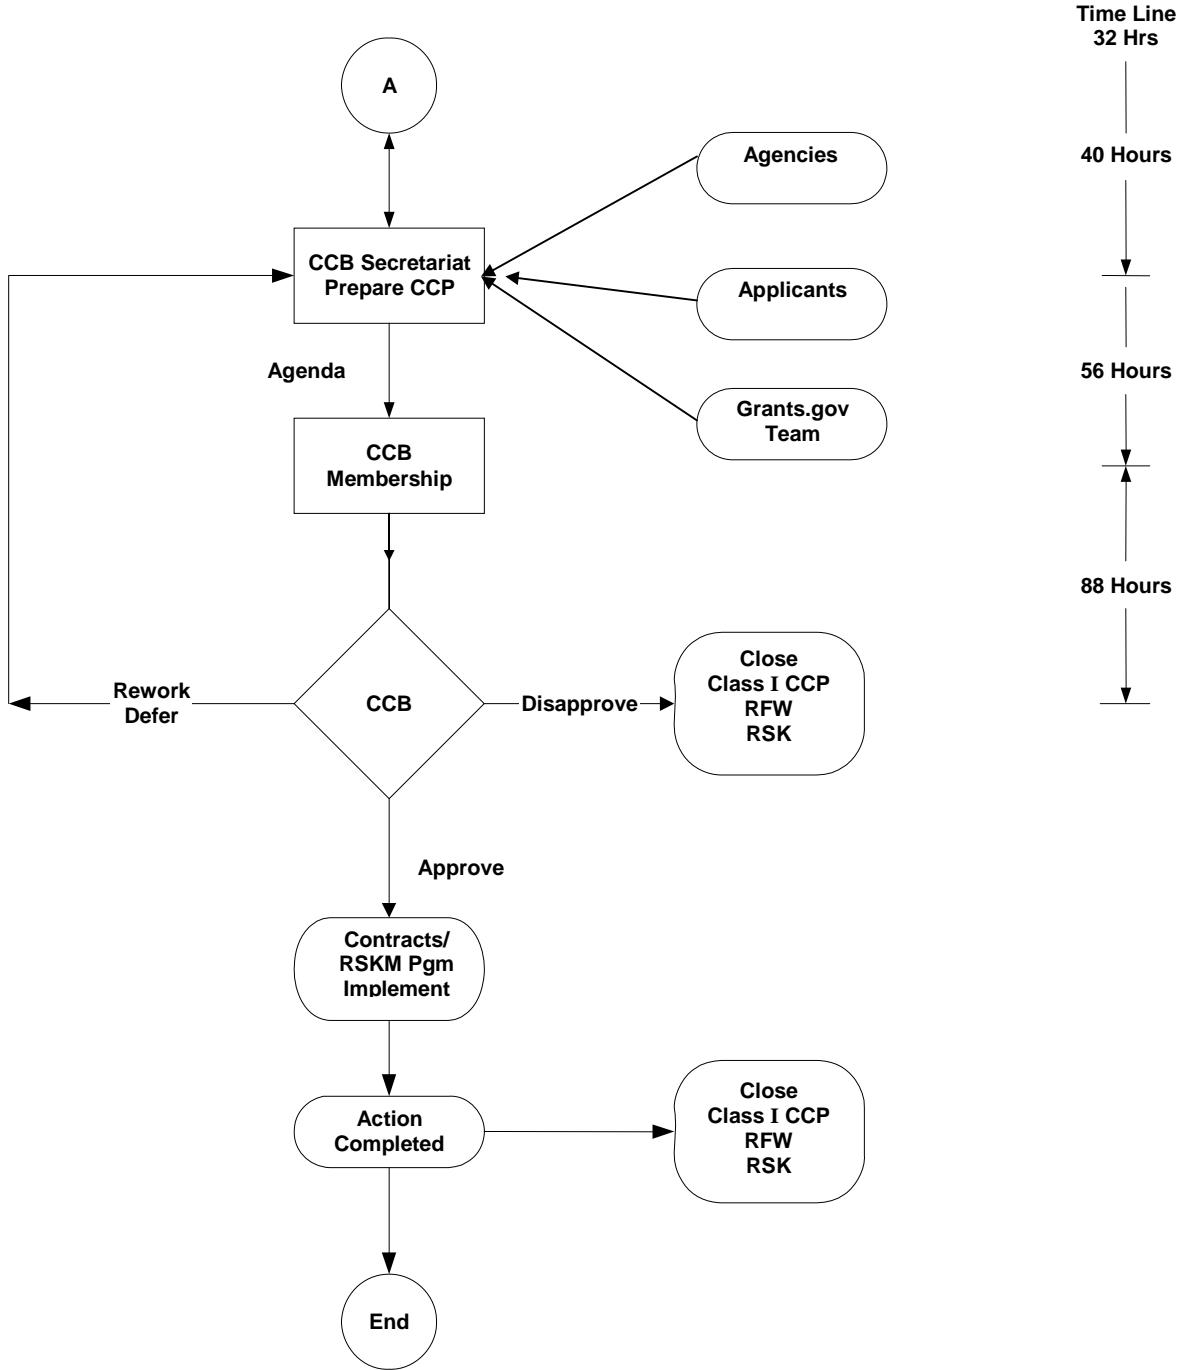 Time Line
32 Hrs
A
Agencies
40 Hours
CCB Secretariat
Prepare CCP
Applicants
Agenda
56 Hours
Grants.gov
Team
CCB
Membership
88 Hours
Rework
Defer
CCB
Disapprove
Close
Class I CCP
RFW
RSK
Approve
Contracts/
RSKM Pgm
Implement
Action
Completed
Close
Class I CCP
RFW
RSK
End